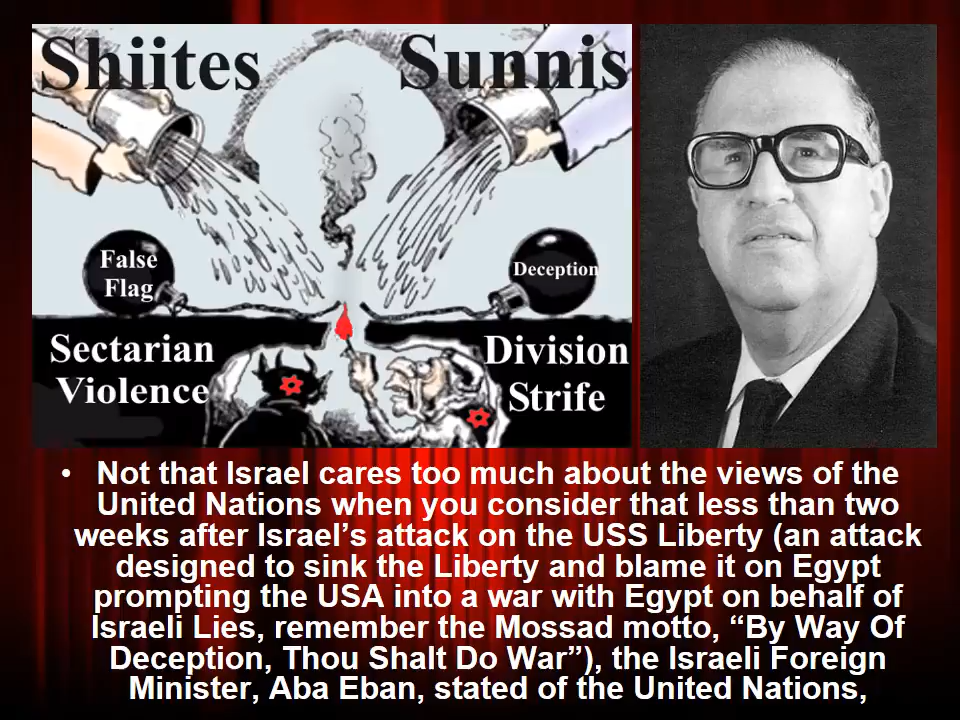 Shiites
Sunnis
False
Flag
Deception
Sectarian
Violence
Division
Strife
• Not that Israel cares too much about the views of the
United Nations when you consider that less than two
weeks after Israel’s attack on the USS Liberty (an attack
designed to sink the Liberty and blame it on Egypt
prompting the USA into a war with Egypt on behalf of
Israeli Lies, remember the Mossad motto, “By Way Of
Deception, Thou Shalt Do War”), the Israeli Foreign
Minister, Aba Eban, stated of the United Nations,